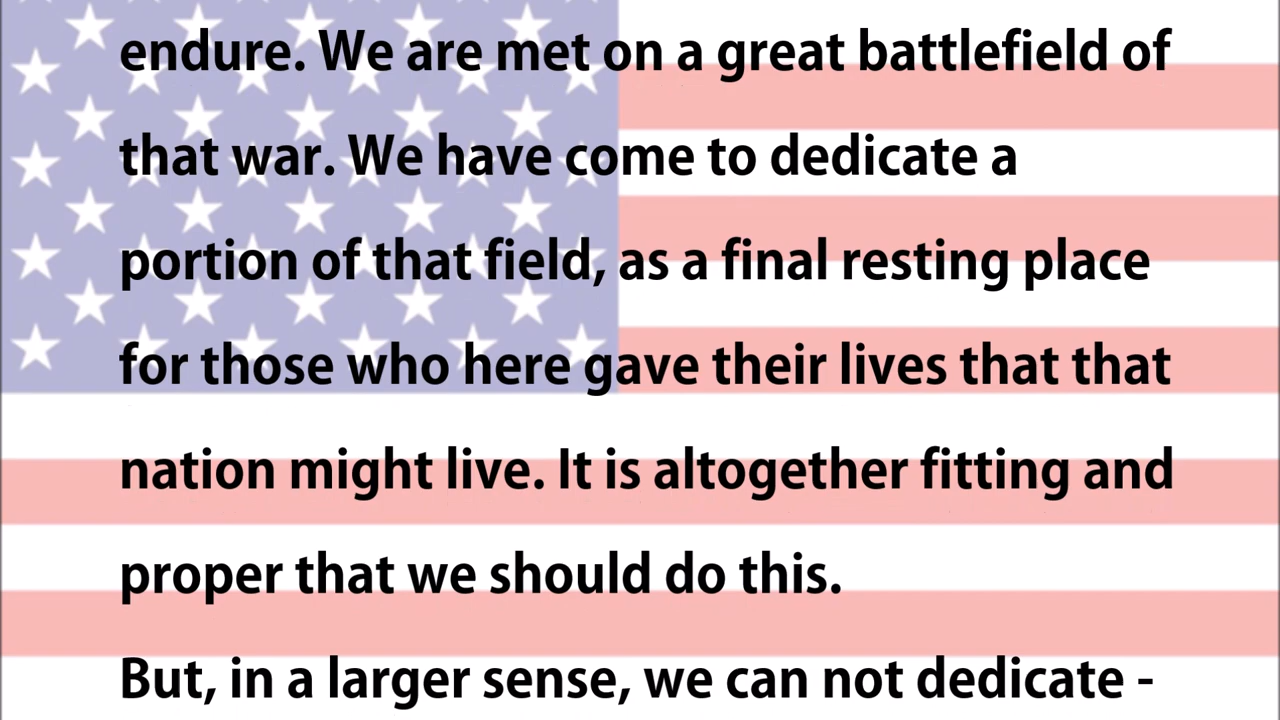 endure. We are met on a great battlefield of
that war. We have come to dedicate a
portion of that field, as a final resting place
for those who here gave their lives that that
nation might live. It is altogether fitting and
proper that we should do this.
But, in a larger sense, we can not dedicate -